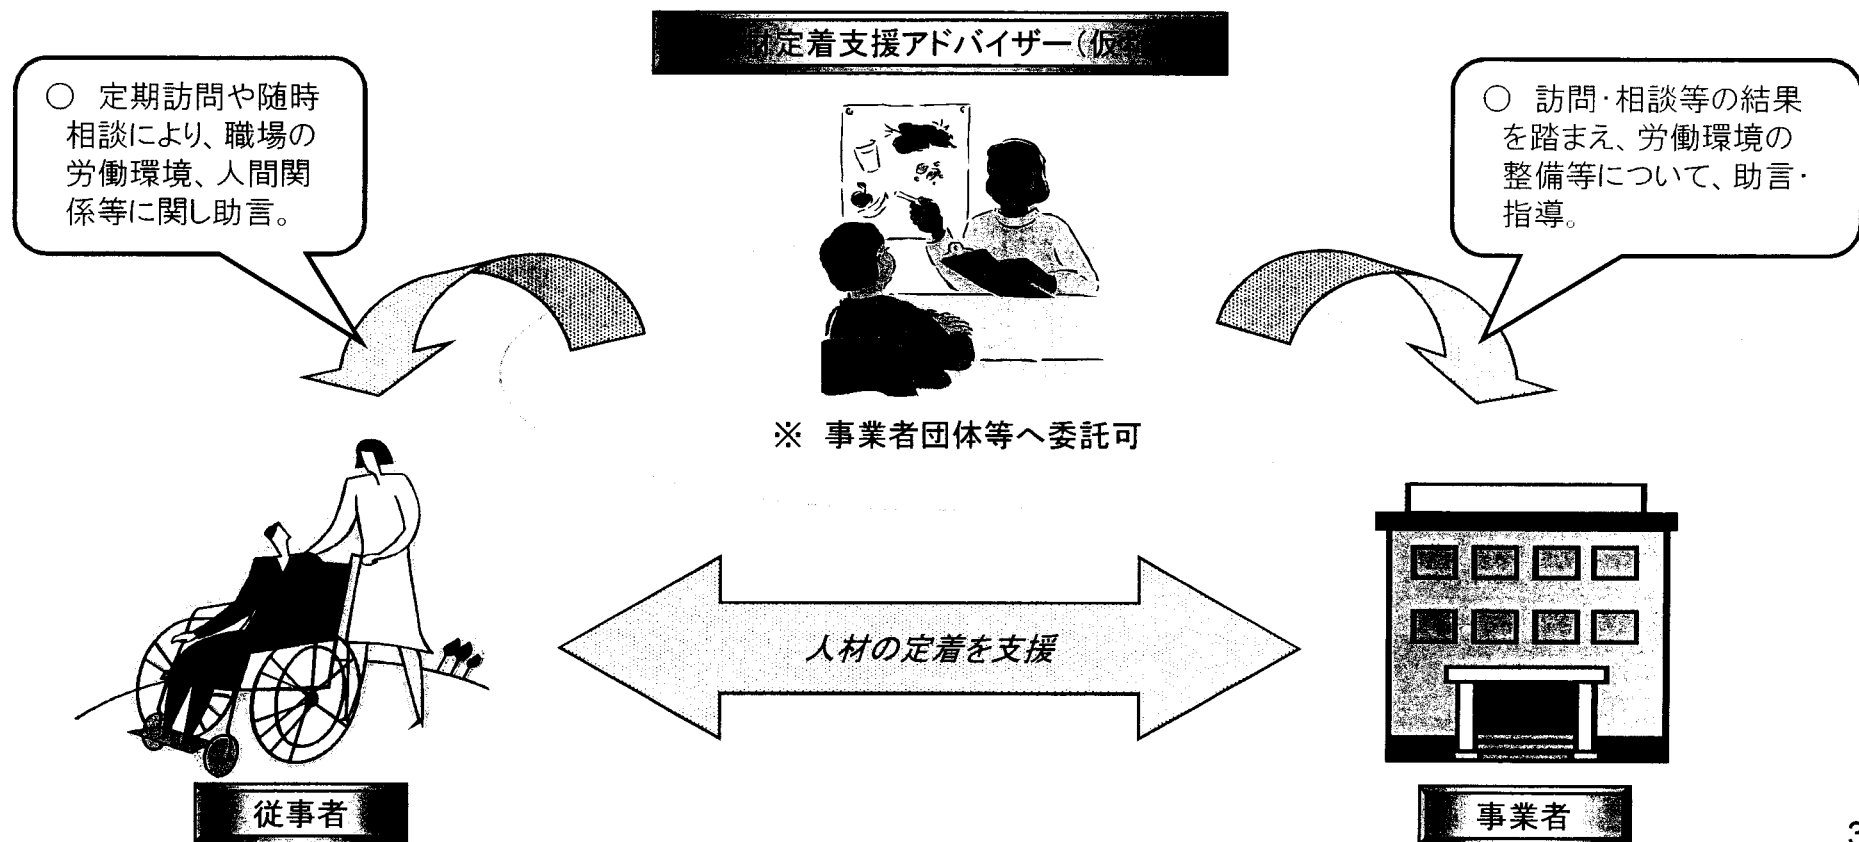 定着支援アドバイザー(仮
○ 定期訪問や随時
相談により、職場の
労働環境、人間関
係等に関し助言。
○ 訪問・相談等の結果
を踏まえ、労働環境の
整備等について、助言・
指導。
※ 事業者団体等へ委託可
人材の定着を支援
従事者
事業者